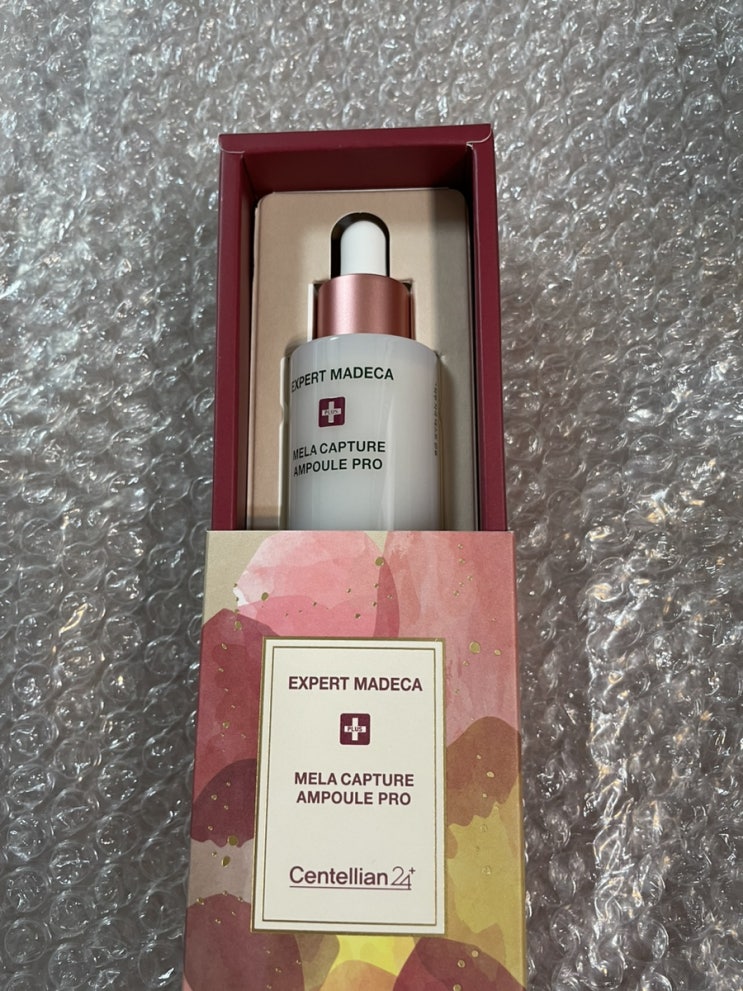 EXPERT MADECA
PLUS
MELA CAPTURE
AMPOULE PRO
EXPERT MADECA
PLUS
MELA CAPTURE
AMPOULE PRO
Centellian24+